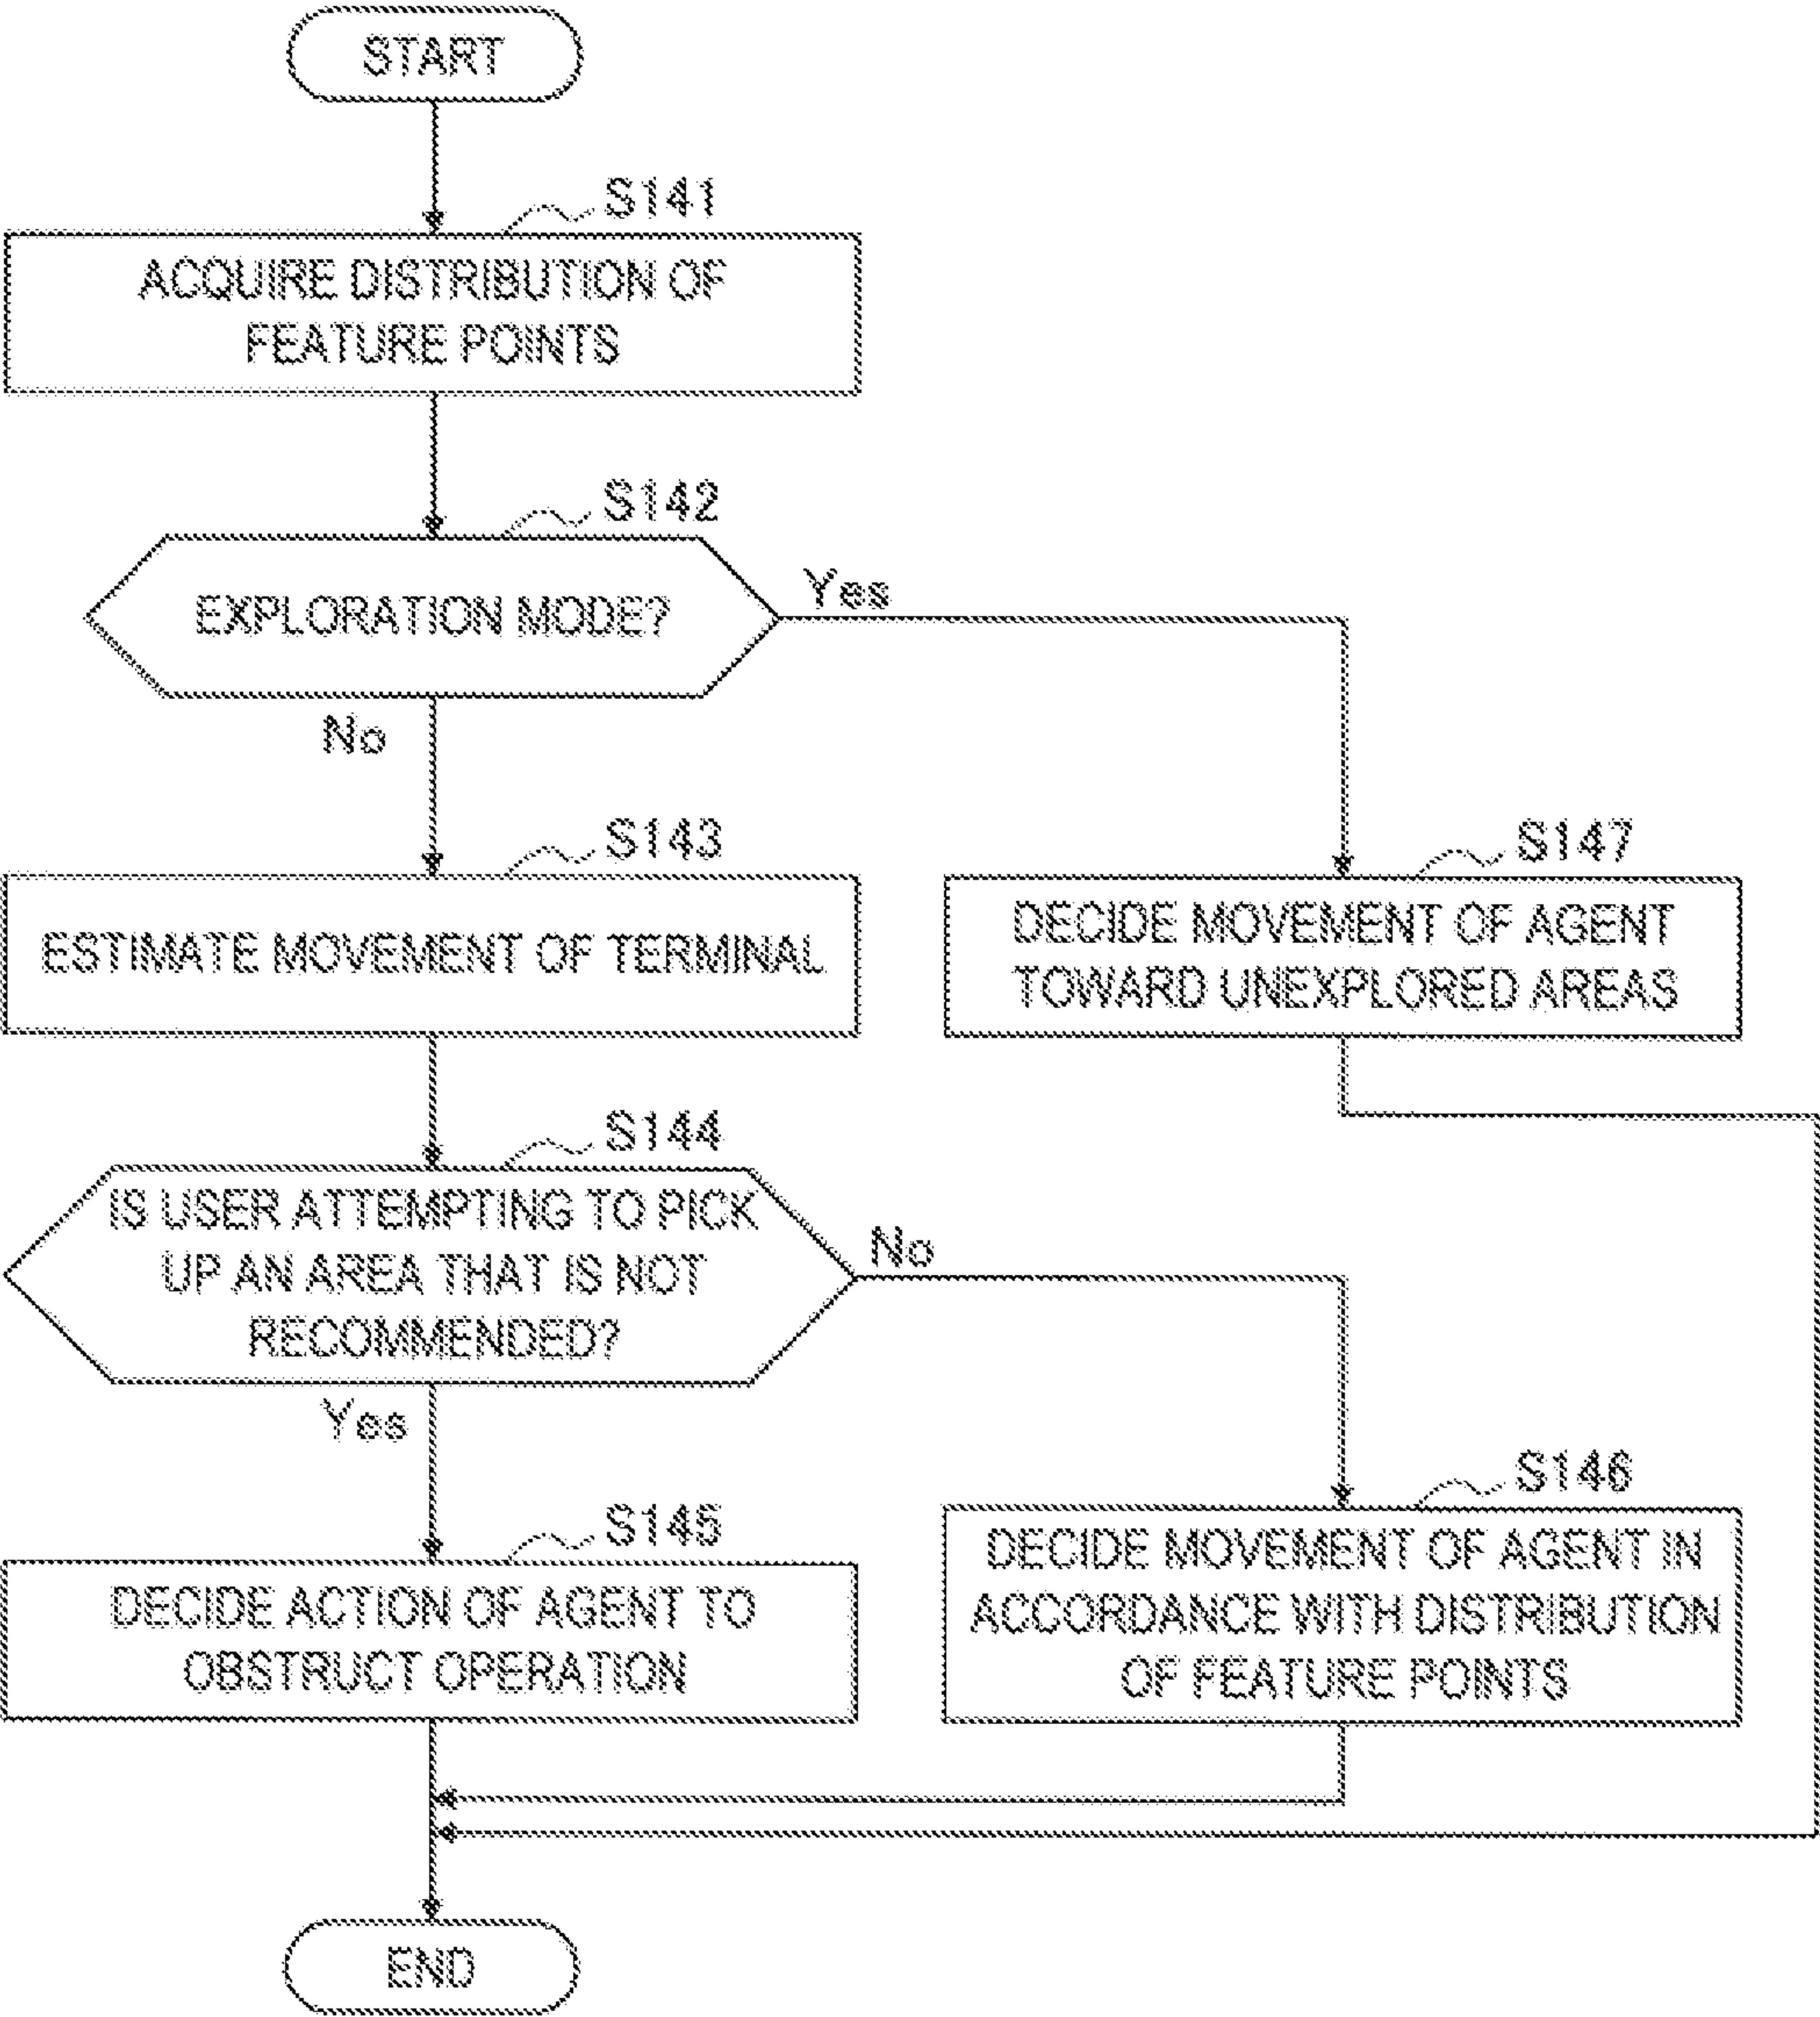 START
S141
ACQUIRE DISTRIBUTION OF
FEATURE POINTS
S142
EXPLORATION MODE?
Yes
No
S143
ESTIMATE MOVEMENT OF TERMINAL
S147
DECIDE MOVEMENT OF AGENT
TOWARD UNEXPLORED AREAS
S144
IS USER ATTEMPTING TO PICK
UP AN AREA THAT IS NOT
RECOMMENDED?
No
Yes
S145
DECIDE ACTION OF AGENT TO
OBSTRUCT OPERATION
S146
DECIDE MOVEMENT OF AGENT IN
ACCORDANCE WITH DISTRIBUTION
OF FEATURE POINTS
END